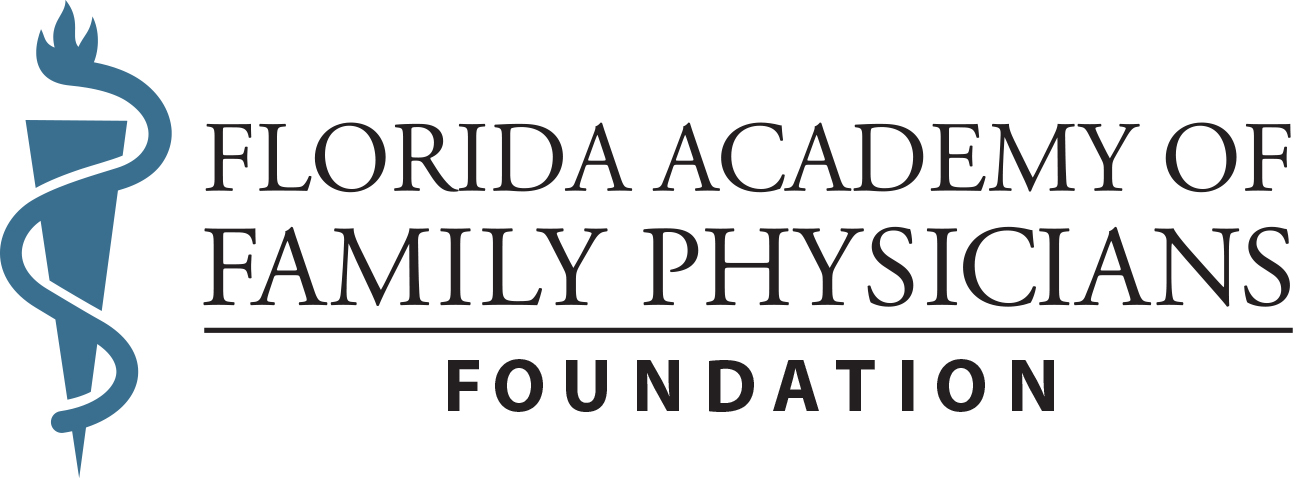 FLORIDA ACADEMY OF
FAMILY PHYSICIANS
FOUNDATION